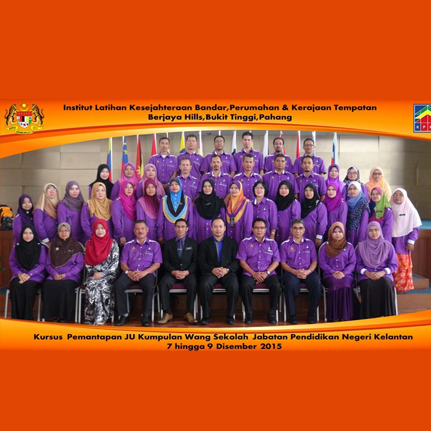 Institut Latihan Kesejahteraan Bandar,Perumahan & Kerajaan Tempatan
Berjaya Hills,Bukit Tinggi,Pahang
Kursus Pemantapan JU Kumpulan Wang Sekolah Jabatan Pendidikan Negeri Kelantan
7 hingga 9 Disember 2015